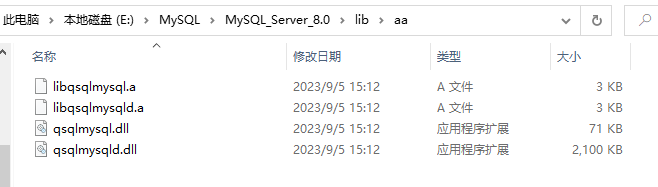 此电脑 › 本地磁盘 (E:) › MySQL › MySQL_Server_8.0 › lib › aa
名称 修改日期 类型 大小
libqsqlmysql.a 2023/9/5 15:12 A 文件 3 KB
libqsqlmysqld.a 2023/9/5 15:12 A 文件 3 KB
qsqlmysql.dll 2023/9/5 15:12 应用程序扩展 71 KB
qsqlmysqld.dll 2023/9/5 15:12 应用程序扩展 2,100 KB